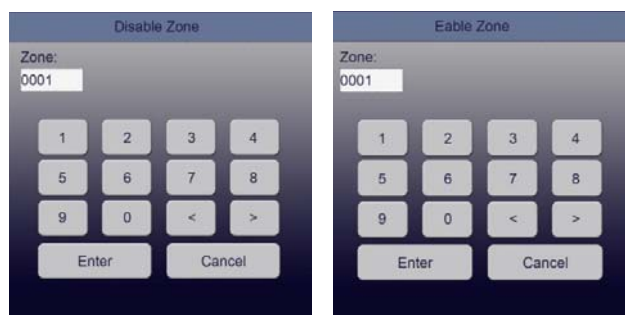 Disable Zone
Zone:
0001
1 2 3 4
5 6 7 8
9 0 < >
Enter Cancel
Eable Zone
Zone:
0001
1 2 3 4
5 6 7 8
9 0 < >
Enter Cancel